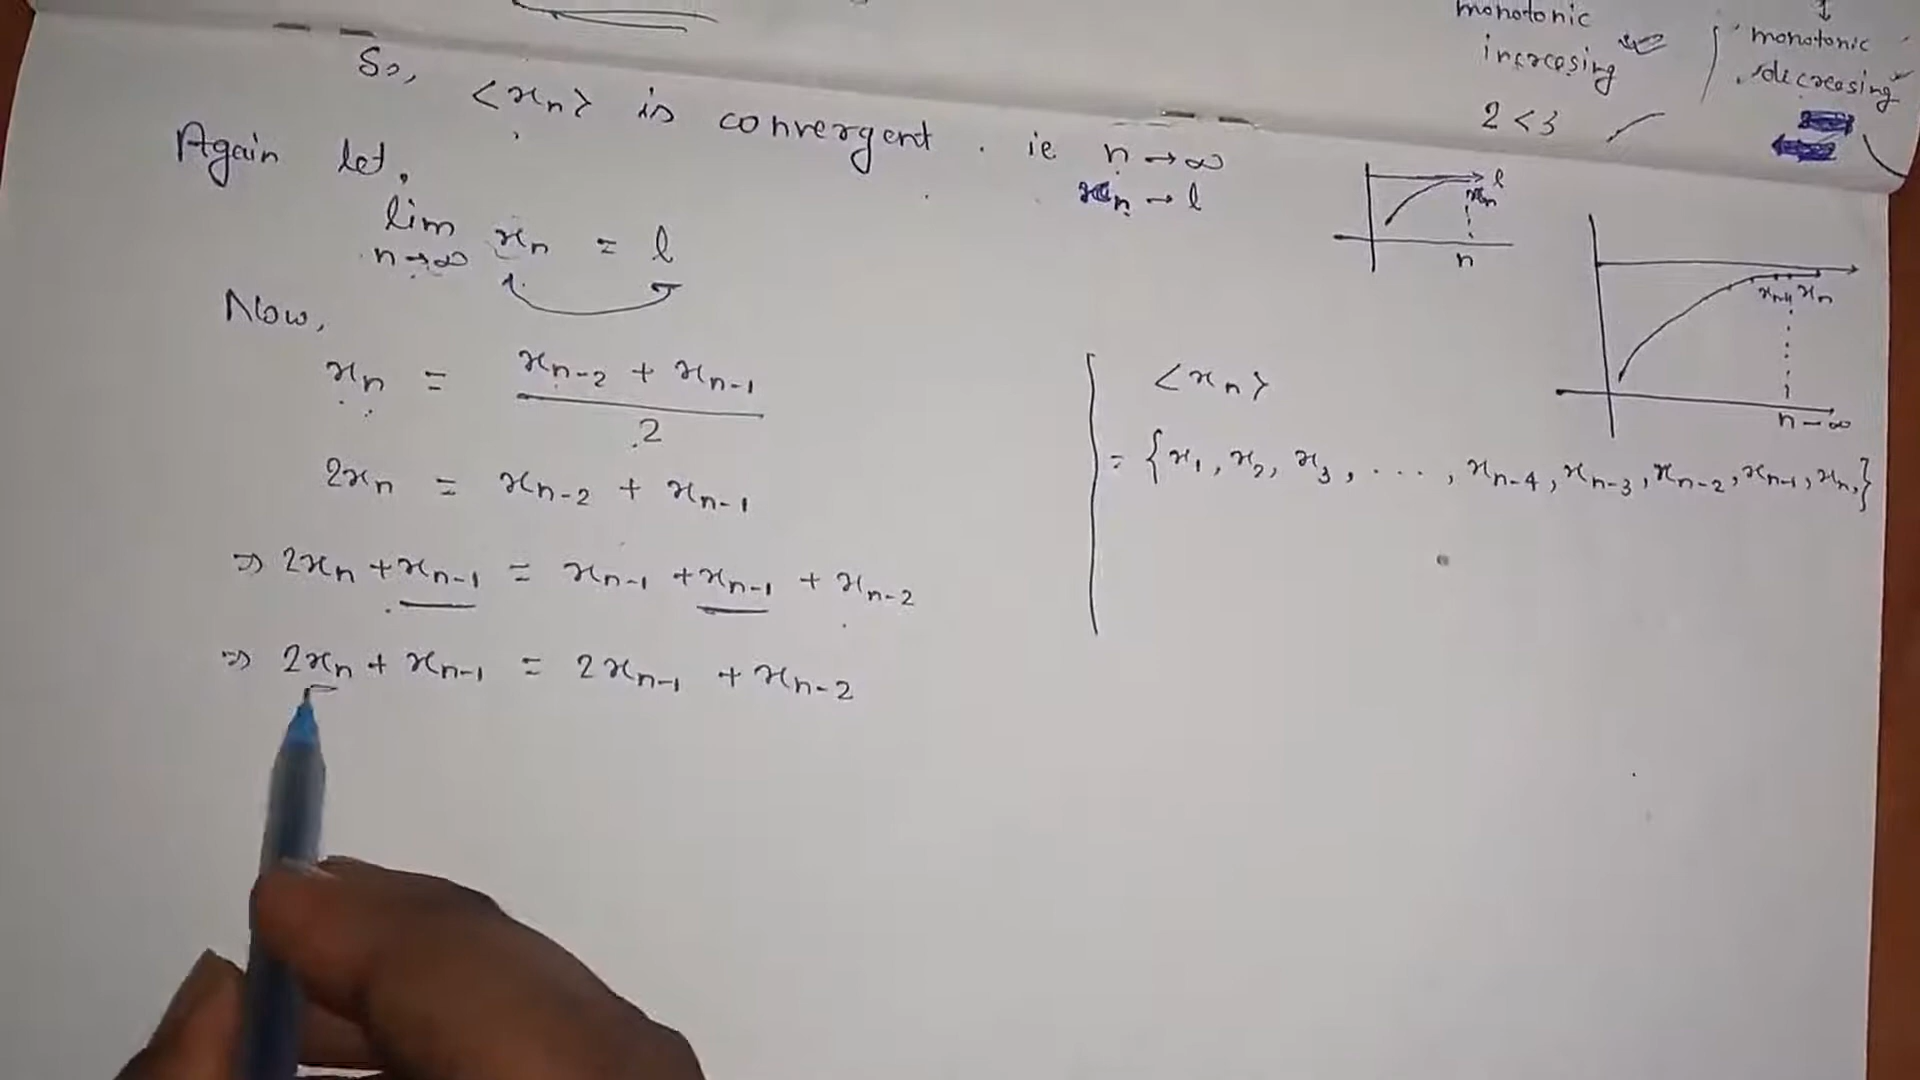 monotonic
increasing
2 < 3
monotonic
decreasing
So, <xₙ> is convergent . ie n → ∞
xₙ → l
Again let,
lim xₙ = l
n→∞
Now,
xₙ = (xₙ₋₂ + xₙ₋₁) / 2
2xₙ = xₙ₋₂ + xₙ₋₁
⇒ 2xₙ + xₙ₋₁ = xₙ₋₁ + xₙ₋₁ + xₙ₋₂
⇒ 2xₙ + xₙ₋₁ = 2xₙ₋₁ + xₙ₋₂
l
xₙ
n
xₙ
n→∞
<xₙ>
= {x₁, x₂, x₃, ..., xₙ₋₄, xₙ₋₃, xₙ₋₂, xₙ₋₁, xₙ,}